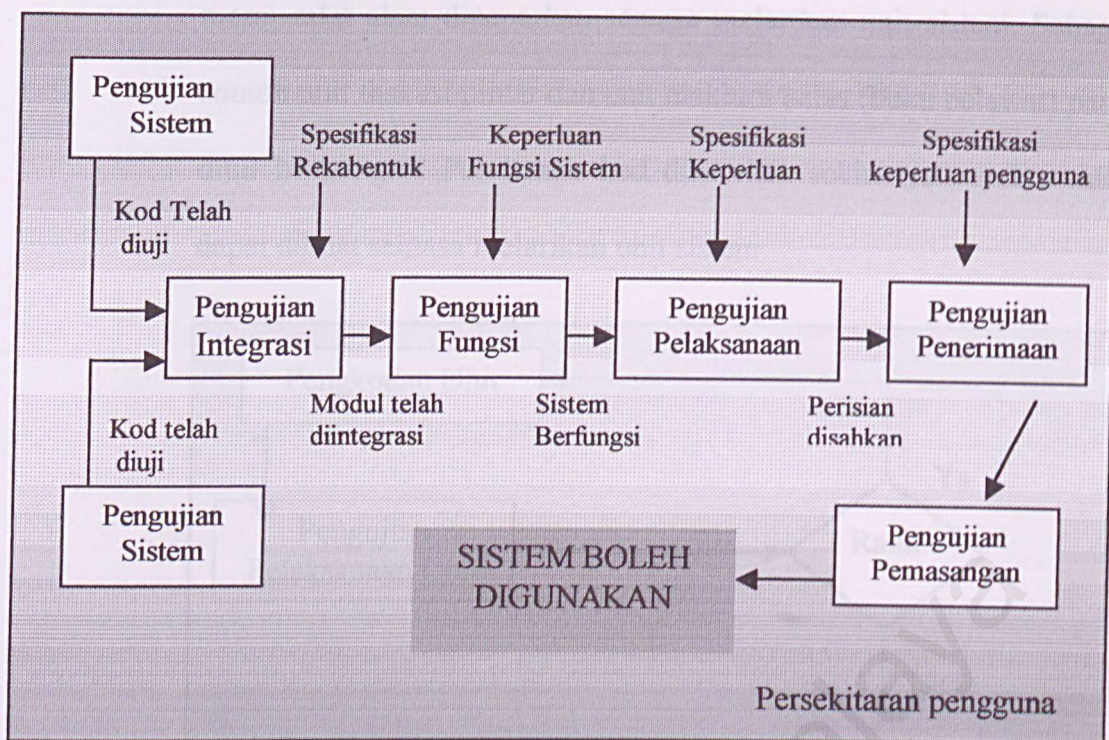 Pengujian
Sistem
Spesifikasi
Rekabentuk
Keperluan
Fungsi Sistem
Spesifikasi
Keperluan
Spesifikasi
keperluan pengguna
Kod Telah
diuji
Pengujian
Integrasi
Pengujian
Fungsi
Pengujian
Pelaksanaan
Pengujian
Penerimaan
Kod telah
diuji
Modul telah
diintegrasi
Sistem
Berfungsi
Perisian
disahkan
Pengujian
Sistem
SISTEM BOLEH
DIGUNAKAN
Pengujian
Pemasangan
Persekitaran pengguna